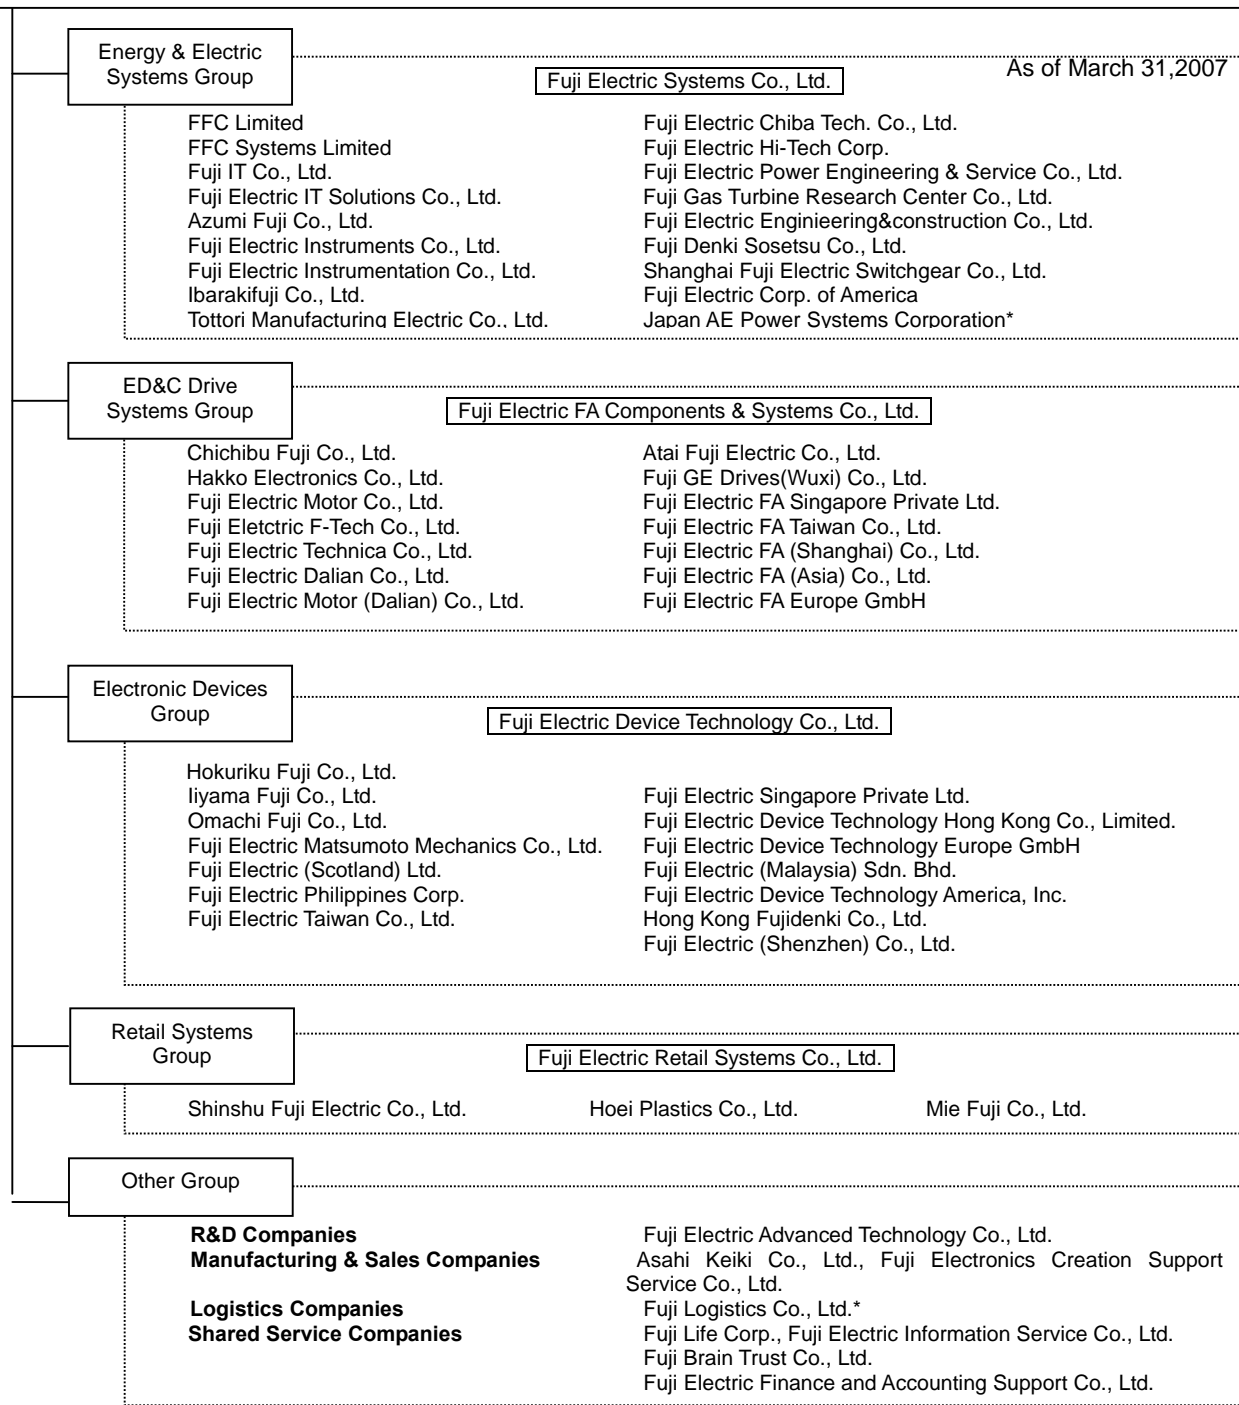 Energy & Electric
Systems Group
As of March 31,2007
Fuji Electric Systems Co., Ltd.
FFC Limited
FFC Systems Limited
Fuji IT Co., Ltd.
Fuji Electric IT Solutions Co., Ltd.
Azumi Fuji Co., Ltd.
Fuji Electric Instruments Co., Ltd.
Fuji Electric Instrumentation Co., Ltd.
Ibarakifuji Co., Ltd.
Tottori Manufacturing Electric Co., Ltd.
Fuji Electric Chiba Tech. Co., Ltd.
Fuji Electric Hi-Tech Corp.
Fuji Electric Power Engineering & Service Co., Ltd.
Fuji Gas Turbine Research Center Co., Ltd.
Fuji Electric Enginieering&construction Co., Ltd.
Fuji Denki Sosetsu Co., Ltd.
Shanghai Fuji Electric Switchgear Co., Ltd.
Fuji Electric Corp. of America
Japan AE Power Systems Corporation*
ED&C Drive
Systems Group
Fuji Electric FA Components & Systems Co., Ltd.
Chichibu Fuji Co., Ltd.
Hakko Electronics Co., Ltd.
Fuji Electric Motor Co., Ltd.
Fuji Eletctric F-Tech Co., Ltd.
Fuji Electric Technica Co., Ltd.
Fuji Electric Dalian Co., Ltd.
Fuji Electric Motor (Dalian) Co., Ltd.
Atai Fuji Electric Co., Ltd.
Fuji GE Drives(Wuxi) Co., Ltd.
Fuji Electric FA Singapore Private Ltd.
Fuji Electric FA Taiwan Co., Ltd.
Fuji Electric FA (Shanghai) Co., Ltd.
Fuji Electric FA (Asia) Co., Ltd.
Fuji Electric FA Europe GmbH
Electronic Devices
Group
Fuji Electric Device Technology Co., Ltd.
Hokuriku Fuji Co., Ltd.
Iiyama Fuji Co., Ltd.
Omachi Fuji Co., Ltd.
Fuji Electric Matsumoto Mechanics Co., Ltd.
Fuji Electric (Scotland) Ltd.
Fuji Electric Philippines Corp.
Fuji Electric Taiwan Co., Ltd.
Fuji Electric Singapore Private Ltd.
Fuji Electric Device Technology Hong Kong Co., Limited.
Fuji Electric Device Technology Europe GmbH
Fuji Electric (Malaysia) Sdn. Bhd.
Fuji Electric Device Technology America, Inc.
Hong Kong Fujidenki Co., Ltd.
Fuji Electric (Shenzhen) Co., Ltd.
Retail Systems
Group
Fuji Electric Retail Systems Co., Ltd.
Shinshu Fuji Electric Co., Ltd. Hoei Plastics Co., Ltd. Mie Fuji Co., Ltd.
Other Group
R&D Companies Fuji Electric Advanced Technology Co., Ltd.
Manufacturing & Sales Companies Asahi Keiki Co., Ltd., Fuji Electronics Creation Support
Service Co., Ltd.
Logistics Companies Fuji Logistics Co., Ltd.*
Shared Service Companies Fuji Life Corp., Fuji Electric Information Service Co., Ltd.
Fuji Brain Trust Co., Ltd.
Fuji Electric Finance and Accounting Support Co., Ltd.